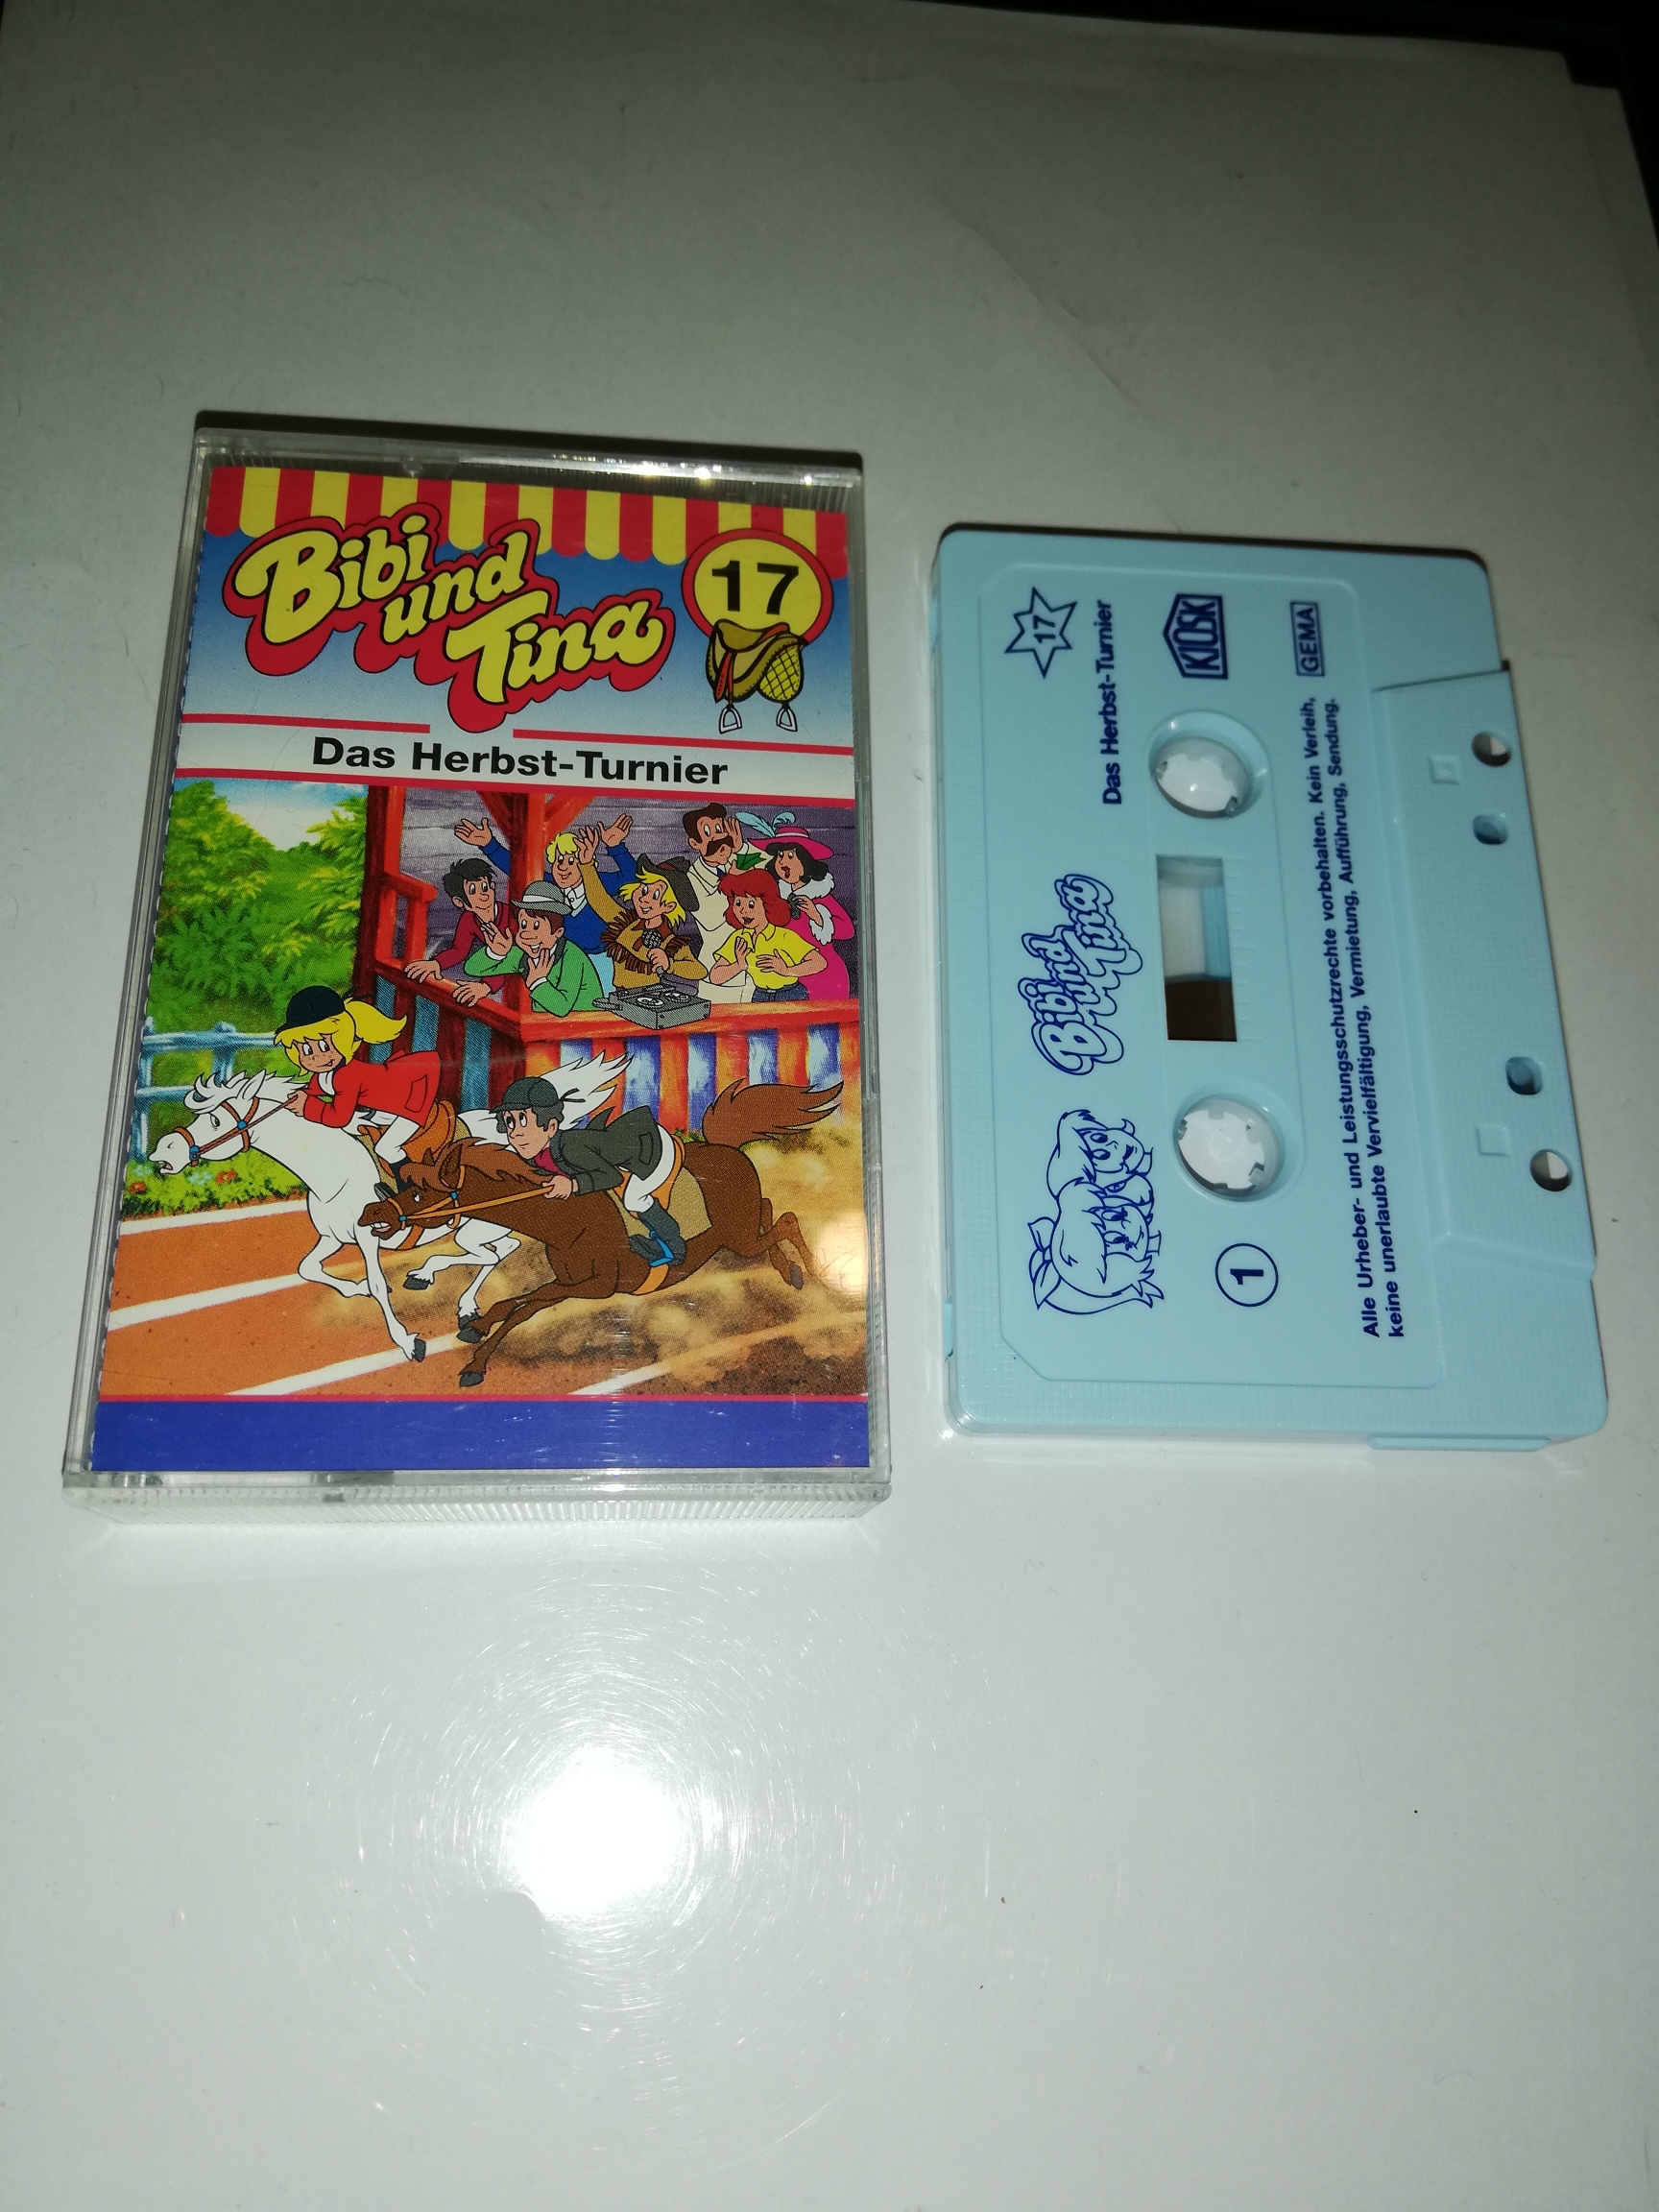 Bibi
und
Tina
17
Das Herbst-Turnier
17
Das Herbst-Turnier
Bibi
und
Tina
KIOSK
GEMA
1
Alle Urheber- und Leistungsschutzrechte vorbehalten. Kein Verleih,
keine unerlaubte Vervielfältigung, Vermietung, Aufführung, Sendung.